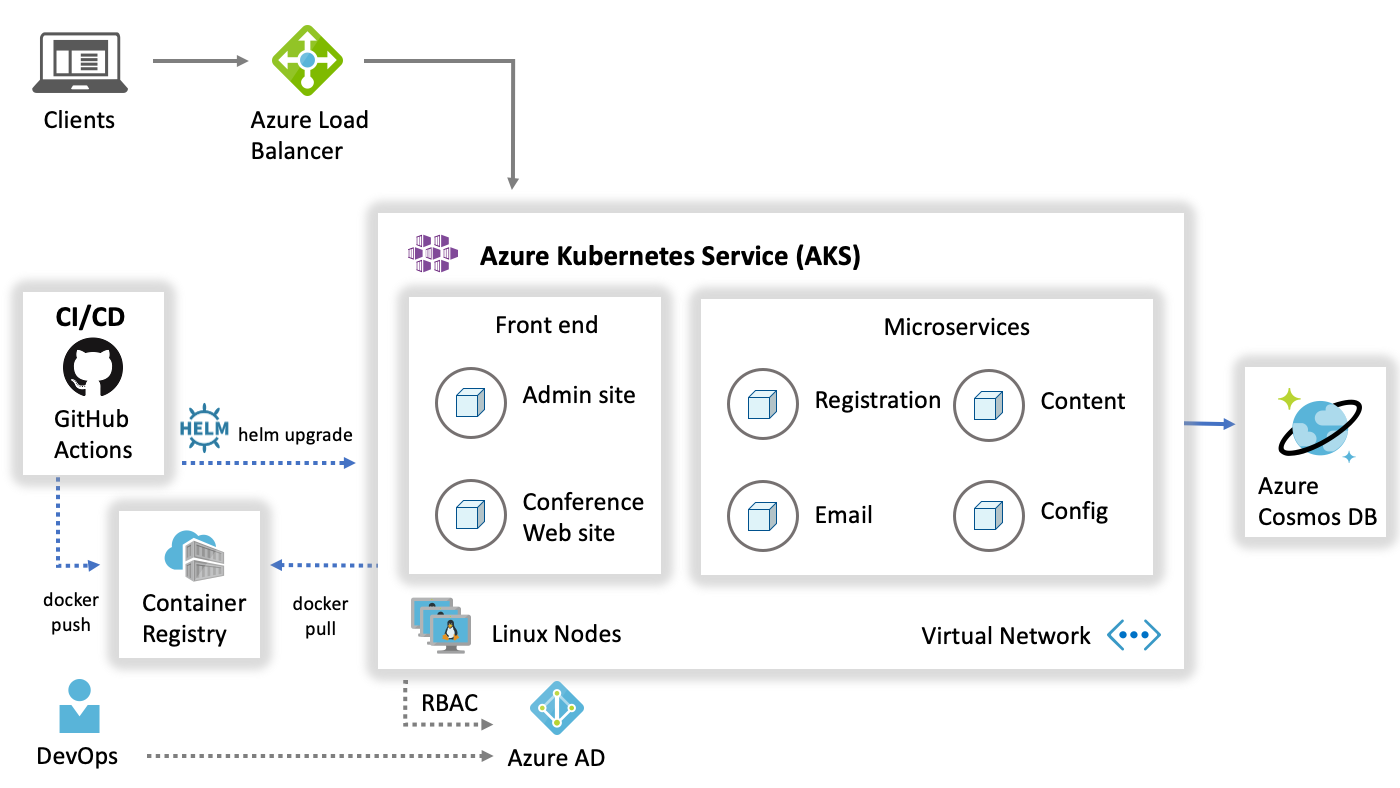 Clients
Azure Load
Balancer
Azure Kubernetes Service (AKS)
CI/CD
GitHub
Actions
HELM
helm upgrade
Front end
Admin site
Conference
Web site
Microservices
Registration
Content
Email
Config
Azure
Cosmos DB
docker
push
Container
Registry
docker
pull
Linux Nodes
Virtual Network
RBAC
DevOps
Azure AD